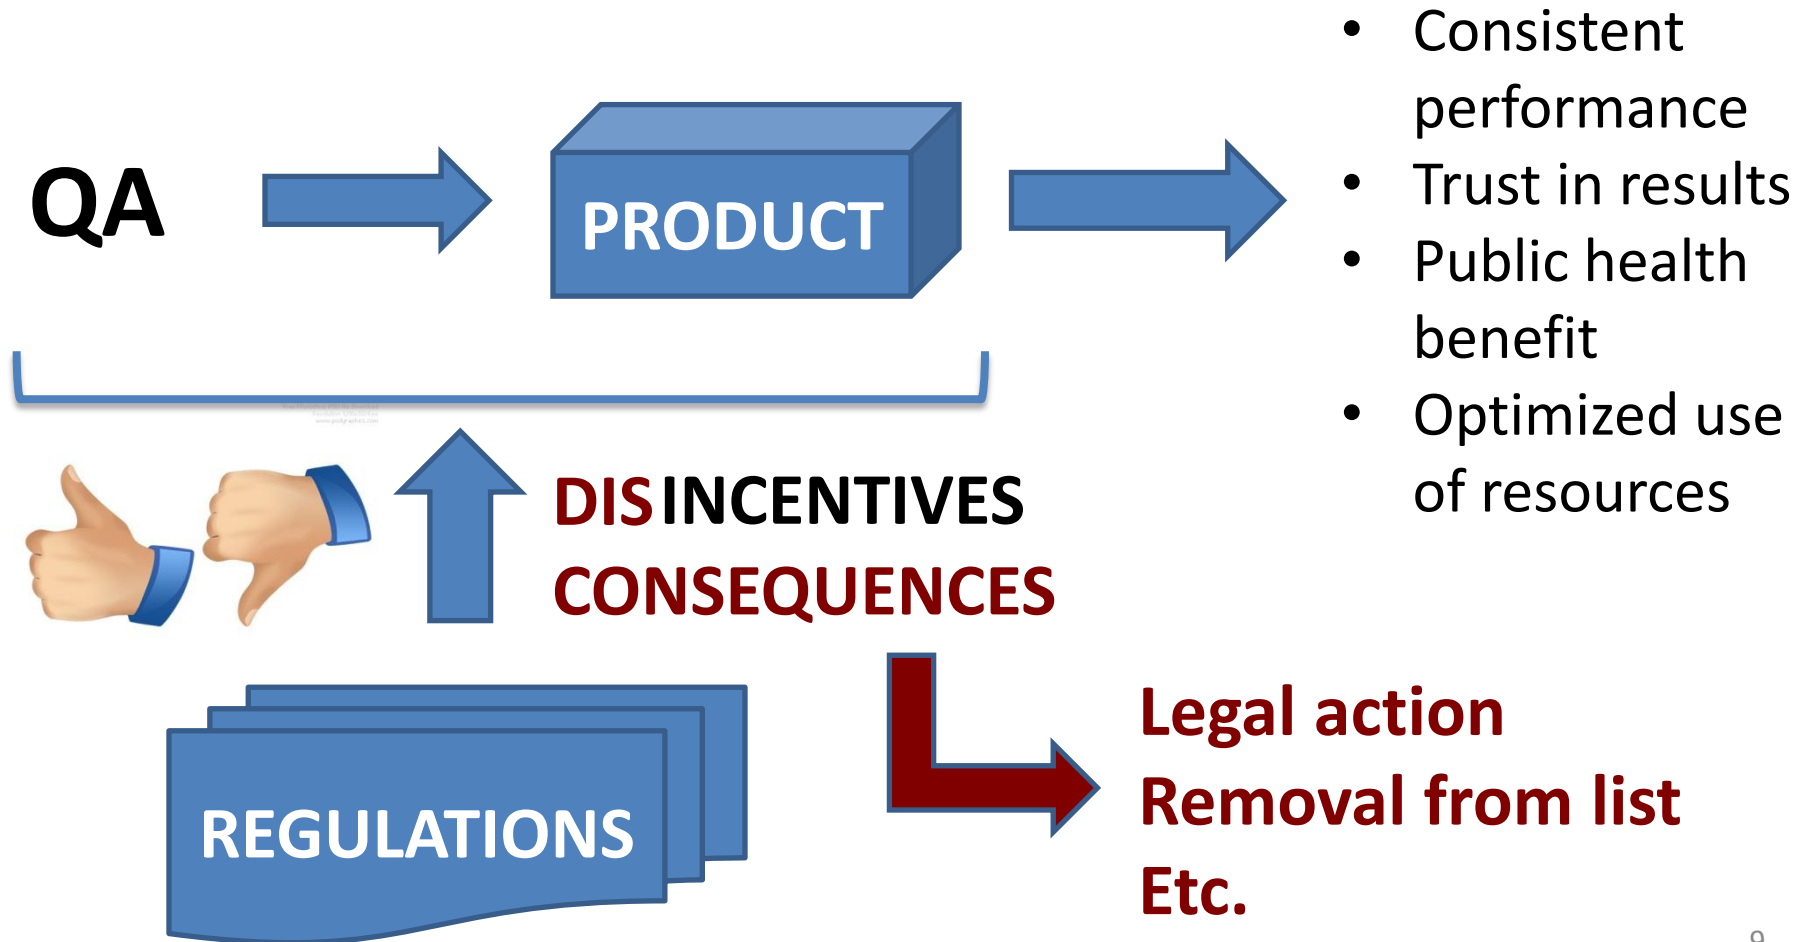 QA
PRODUCT
• Consistent
performance
• Trust in results
• Public health
benefit
• Optimized use
of resources
DISINCENTIVES
CONSEQUENCES
REGULATIONS
Legal action
Removal from list
Etc.
9